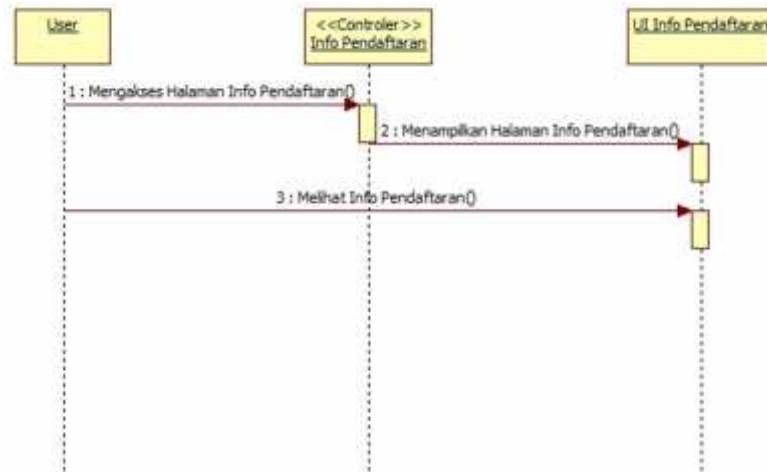 User
<<Controler>>
Info Pendaftaran
UI Info Pendaftaran
1 : Mengakses Halaman Info Pendaftaran()
2 : Menampilkan Halaman Info Pendaftaran()
3 : Melihat Info Pendaftaran()